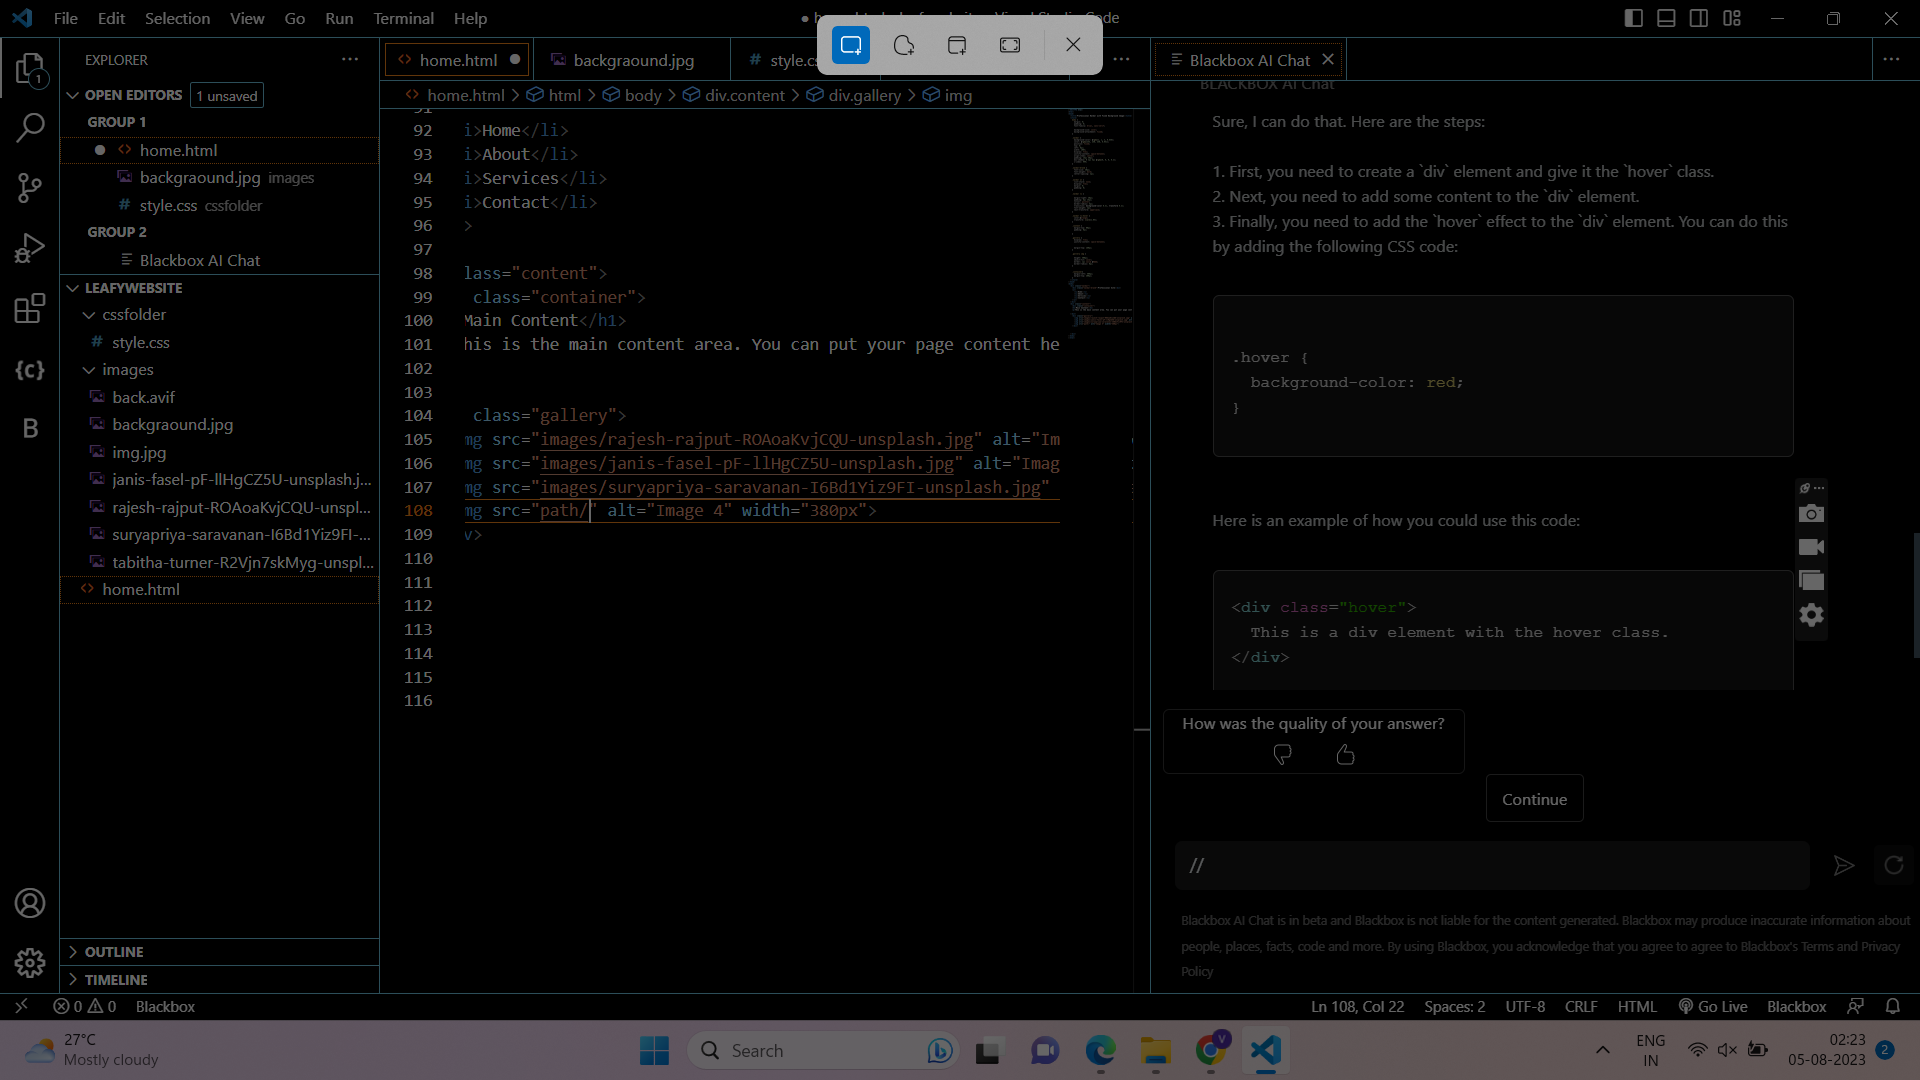 File Edit Selection View Go Run Terminal Help
Code
EXPLORER
OPEN EDITORS 1 unsaved
GROUP 1
home.html
backgraound.jpg images
style.css cssfolder
GROUP 2
Blackbox AI Chat
LEAFYWEBSITE
cssfolder
style.css
images
back.avif
backgraound.jpg
img.jpg
janis-fasel-pF-llHgCZ5U-unsplash.j...
rajesh-rajput-ROAoaKvjCQU-unspl...
suryapriya-saravanan-I6Bd1Yiz9FI-...
tabitha-turner-R2Vjn7skMyg-unspl...
home.html
OUTLINE
TIMELINE
home.html backgraound.jpg
home.html > html > body > div.content > div.gallery > img
92 i>Home</li>
93 i>About</li>
94 i>Services</li>
95 i>Contact</li>
96 >
97
98 lass="content">
99 class="container">
100 Main Content</h1>
101 his is the main content area. You can put your page content he
102
103
104 class="gallery">
105 mg src="images/rajesh-rajput-ROAoaKvjCQU-unsplash.jpg" alt="Im
106 mg src="images/janis-fasel-pF-llHgCZ5U-unsplash.jpg" alt="Imag
107 mg src="images/suryapriya-saravanan-I6Bd1Yiz9FI-unsplash.jpg"
108 mg src="path/" alt="Image 4" width="380px">
109 v>
110
111
112
113
114
115
116
Blackbox AI Chat
BLACKBOX AI Chat
Sure, I can do that. Here are the steps:
1. First, you need to create a `div` element and give it the `hover` class.
2. Next, you need to add some content to the `div` element.
3. Finally, you need to add the `hover` effect to the `div` element. You can do this
by adding the following CSS code:
.hover {
background-color: red;
}
Here is an example of how you could use this code:
<div class="hover">
This is a div element with the hover class.
</div>
How was the quality of your answer?
Continue
//
Blackbox AI Chat is in beta and Blackbox is not liable for the content generated. Blackbox may produce inaccurate information about
people, places, facts, code and more. By using Blackbox, you acknowledge that you agree to agree to Blackbox's Terms and Privacy
Policy
0 0 Blackbox
Ln 108, Col 22 Spaces: 2 UTF-8 CRLF HTML Go Live Blackbox
27°C
Mostly cloudy
Search
ENG
IN
02:23
05-08-2023 2